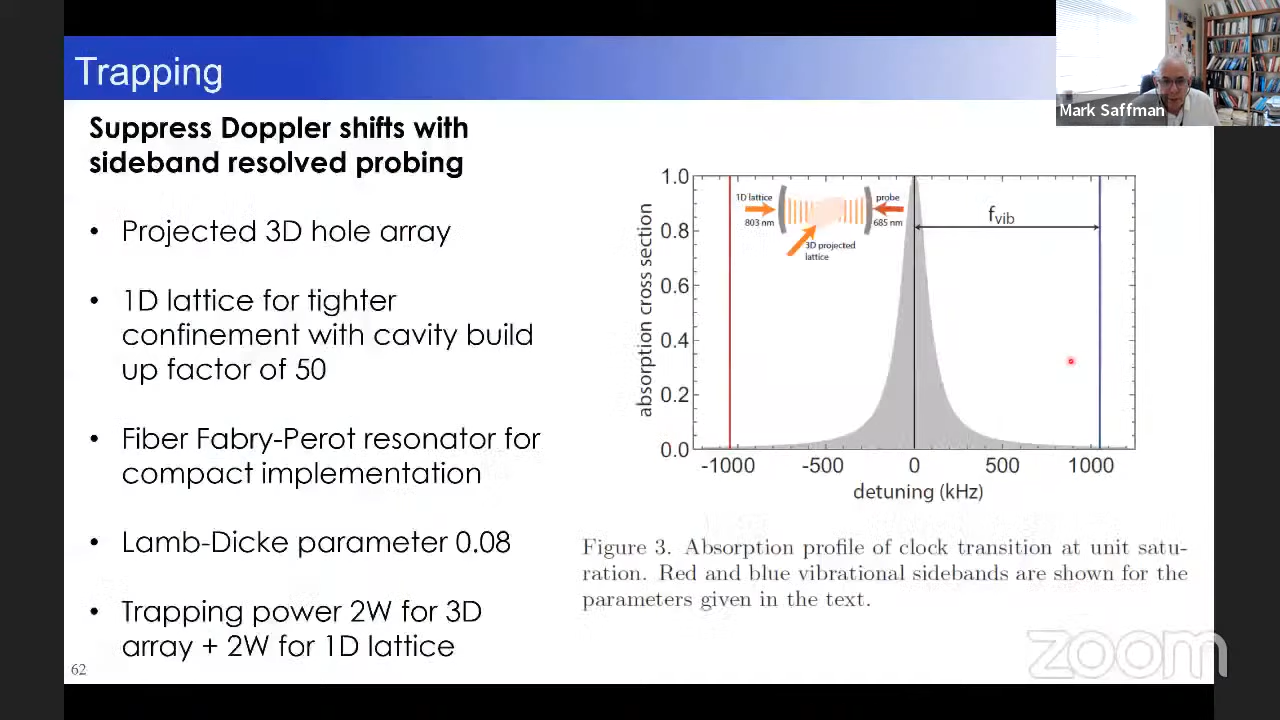 Trapping
Mark Saffman
Suppress Doppler shifts with
sideband resolved probing
• Projected 3D hole array
• 1D lattice for tighter
confinement with cavity build
up factor of 50
• Fiber Fabry-Perot resonator for
compact implementation
• Lamb-Dicke parameter 0.08
• Trapping power 2W for 3D
array + 2W for 1D lattice
62
1.0
0.8
0.6
0.4
0.2
0.0
absorption cross section
1D lattice
803 nm
probe
685 nm
3D projected
lattice
fvib
-1000 -500 0 500 1000
detuning (kHz)
Figure 3. Absorption profile of clock transition at unit satu-
ration. Red and blue vibrational sidebands are shown for the
parameters given in the text.
zoom